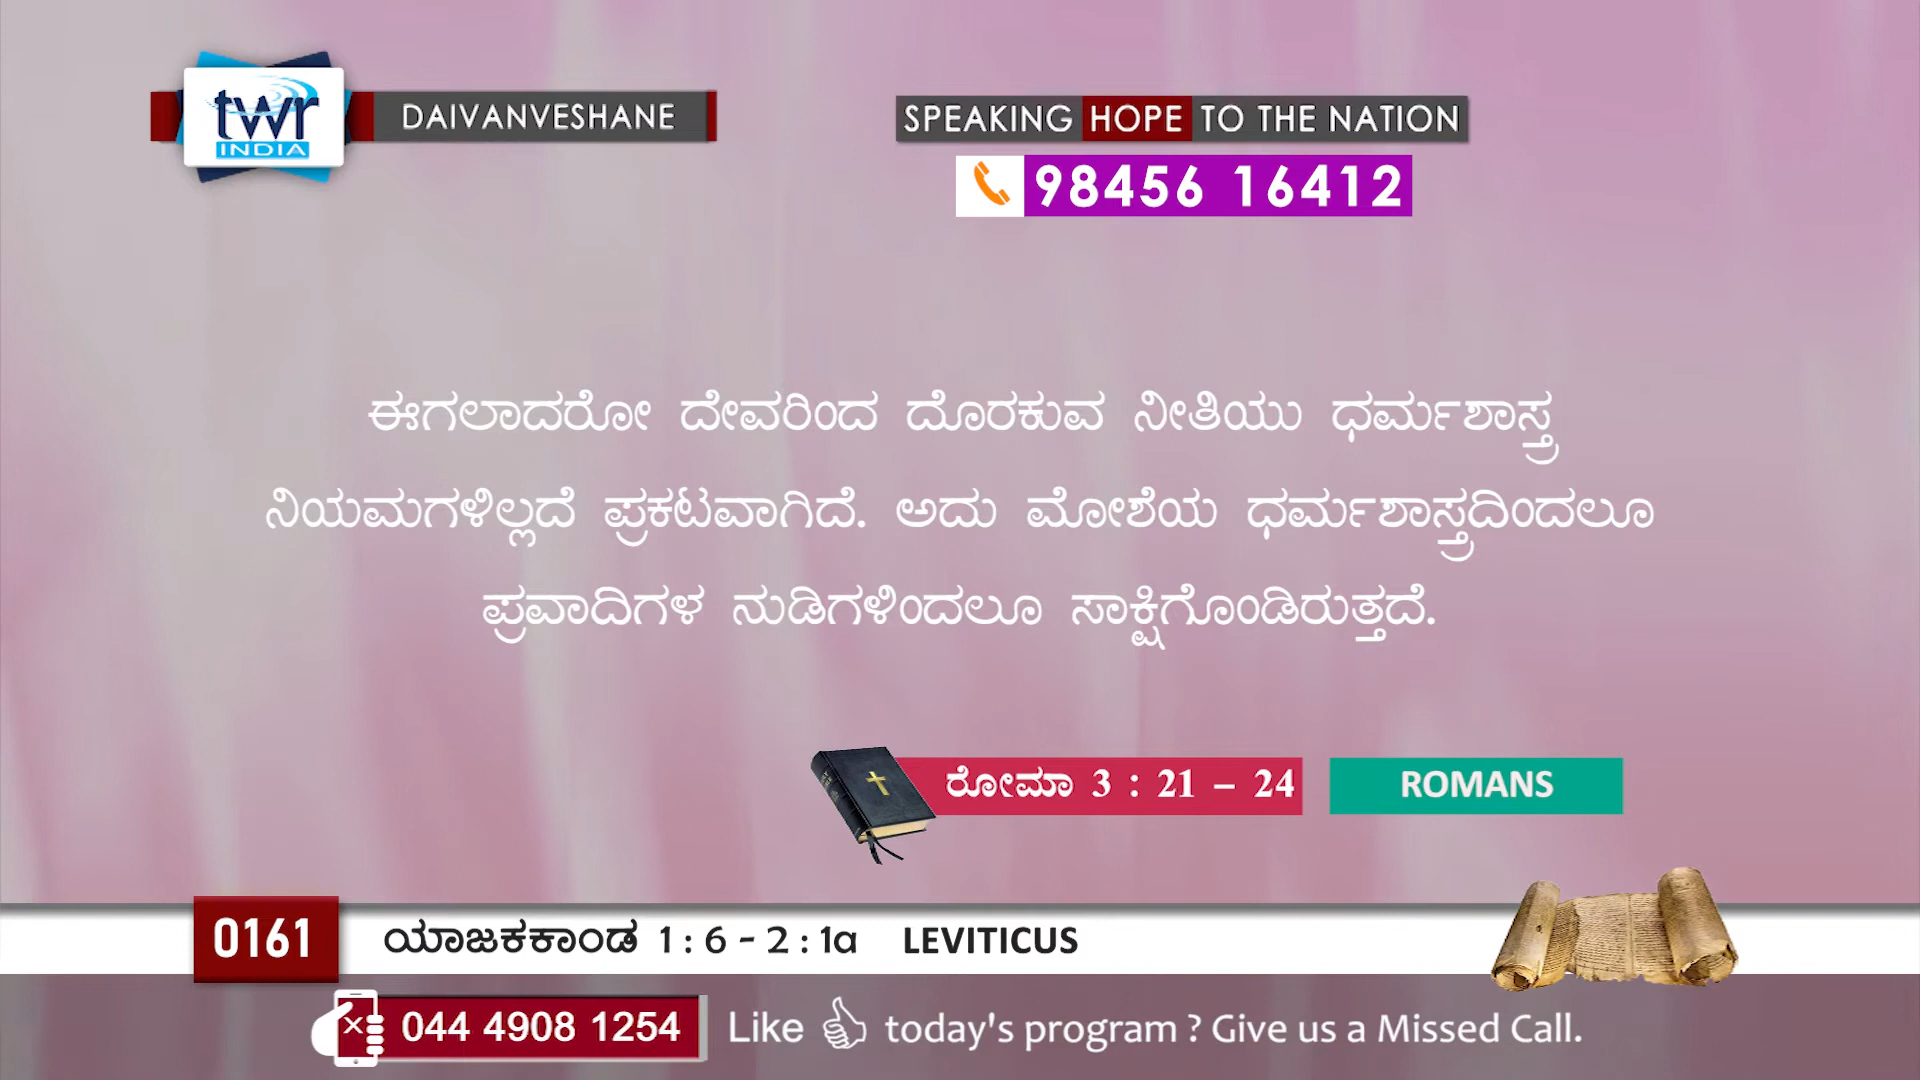 twr
INDIA
DAIVANVESHANE
SPEAKING HOPE TO THE NATION
98456 16412
ಈಗಲಾದರೋ ದೇವರಿಂದ ದೊರಕುವ ನೀತಿಯು ಧರ್ಮಶಾಸ್ತ್ರ
ನಿಯಮಗಳಿಲ್ಲದೆ ಪ್ರಕಟವಾಗಿದೆ. ಅದು ಮೋಶೆಯ ಧರ್ಮಶಾಸ್ತ್ರದಿಂದಲೂ
ಪ್ರವಾದಿಗಳ ನುಡಿಗಳಿಂದಲೂ ಸಾಕ್ಷಿಗೊಂಡಿರುತ್ತದೆ.
ರೋಮಾ 3 : 21 – 24 ROMANS
0161 ಯಾಜಕಕಾಂಡ 1 : 6 - 2 : 1a LEVITICUS
044 4908 1254 Like today's program ? Give us a Missed Call.